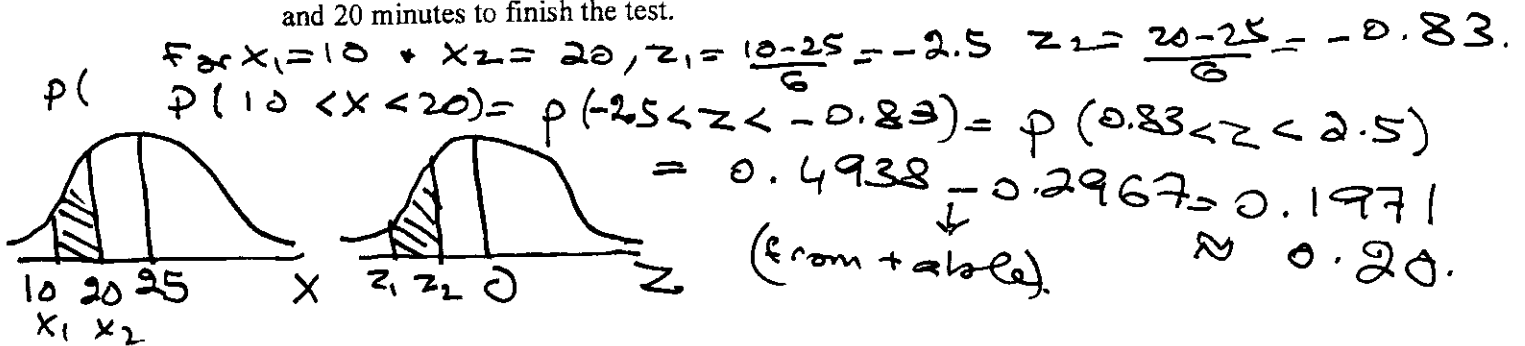 and 20 minutes to finish the test.
For x₁=10 & x₂= 20, z₁= (10-25)/6 = -2.5 z₂= (20-25)/6 = -0.83.
P( P(10 <X <20)= P(-2.5<Z< -0.83)= P(0.83<Z<2.5)
= 0.4938 - 0.2967= 0.1971
↓
(from table). ≈ 0.20.
10 20 25 X z₁ z₂ 0 Z
X₁ X₂